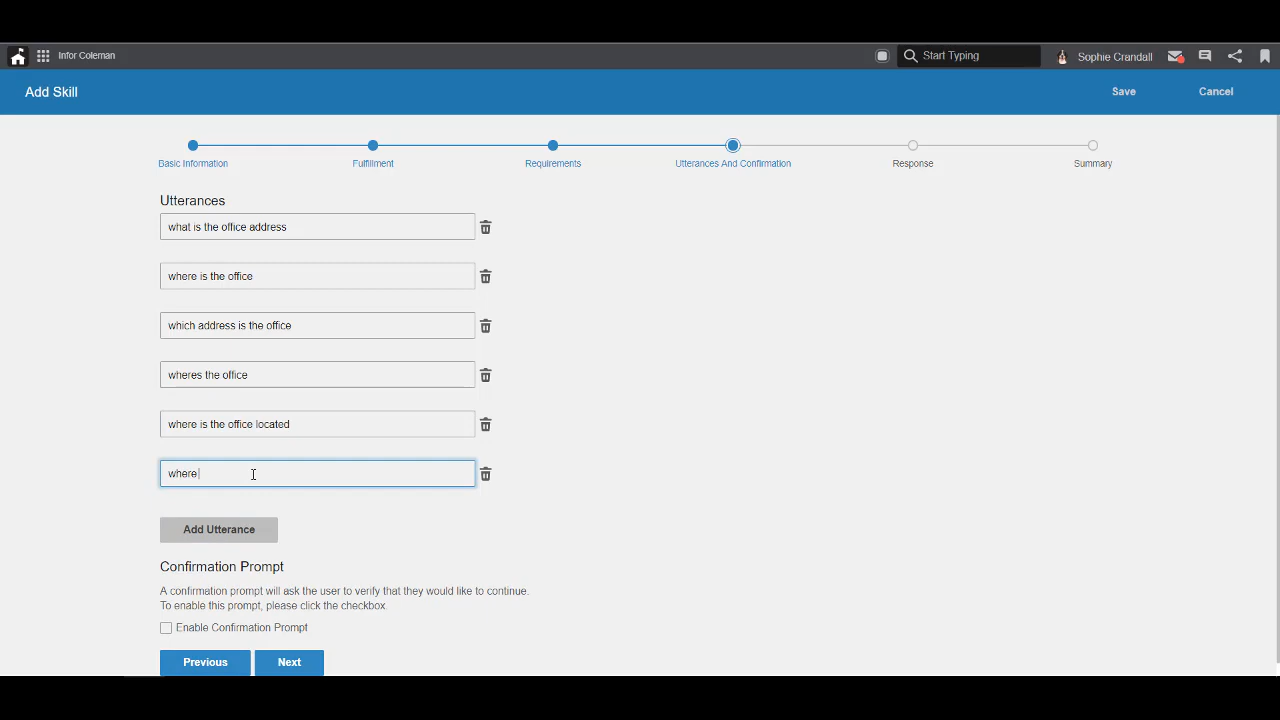 Infor Coleman
Start Typing
Sophie Crandall
Add Skill
Save
Cancel
Basic Information
Fulfillment
Requirements
Utterances And Confirmation
Response
Summary
Utterances
what is the office address
where is the office
which address is the office
wheres the office
where is the office located
where
Add Utterance
Confirmation Prompt
A confirmation prompt will ask the user to verify that they would like to continue.
To enable this prompt, please click the checkbox.
Enable Confirmation Prompt
Previous
Next